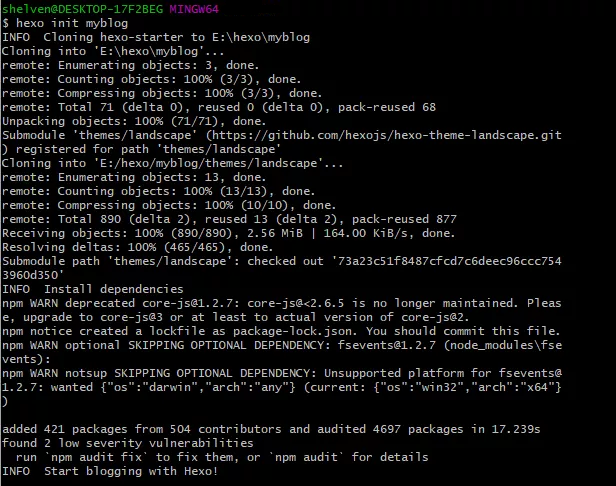 shelven@DESKTOP-17F2BEG MINGW64
$ hexo init myblog
INFO  Cloning hexo-starter to E:\hexo\myblog
Cloning into 'E:\hexo\myblog'...
remote: Enumerating objects: 3, done.
remote: Counting objects: 100% (3/3), done.
remote: Compressing objects: 100% (3/3), done.
remote: Total 71 (delta 0), reused 0 (delta 0), pack-reused 68
Unpacking objects: 100% (71/71), done.
Submodule 'themes/landscape' (https://github.com/hexojs/hexo-theme-landscape.git
) registered for path 'themes/landscape'
Cloning into 'E:/hexo/myblog/themes/landscape'...
remote: Enumerating objects: 13, done.
remote: Counting objects: 100% (13/13), done.
remote: Compressing objects: 100% (10/10), done.
remote: Total 890 (delta 2), reused 13 (delta 2), pack-reused 877
Receiving objects: 100% (890/890), 2.56 MiB | 164.00 KiB/s, done.
Resolving deltas: 100% (465/465), done.
Submodule path 'themes/landscape': checked out '73a23c51f8487cfcd7c6deec96ccc754
3960d350'
INFO  Install dependencies
npm WARN deprecated core-js@1.2.7: core-js@<2.6.5 is no longer maintained. Pleas
e, upgrade to core-js@3 or at least to actual version of core-js@2.
npm notice created a lockfile as package-lock.json. You should commit this file.
npm WARN optional SKIPPING OPTIONAL DEPENDENCY: fsevents@1.2.7 (node_modules\fse
vents):
npm WARN notsup SKIPPING OPTIONAL DEPENDENCY: Unsupported platform for fsevents@
1.2.7: wanted {"os":"darwin","arch":"any"} (current: {"os":"win32","arch":"x64"}
)
added 421 packages from 504 contributors and audited 4697 packages in 17.239s
found 2 low severity vulnerabilities
  run `npm audit fix` to fix them, or `npm audit` for details
INFO  Start blogging with Hexo!